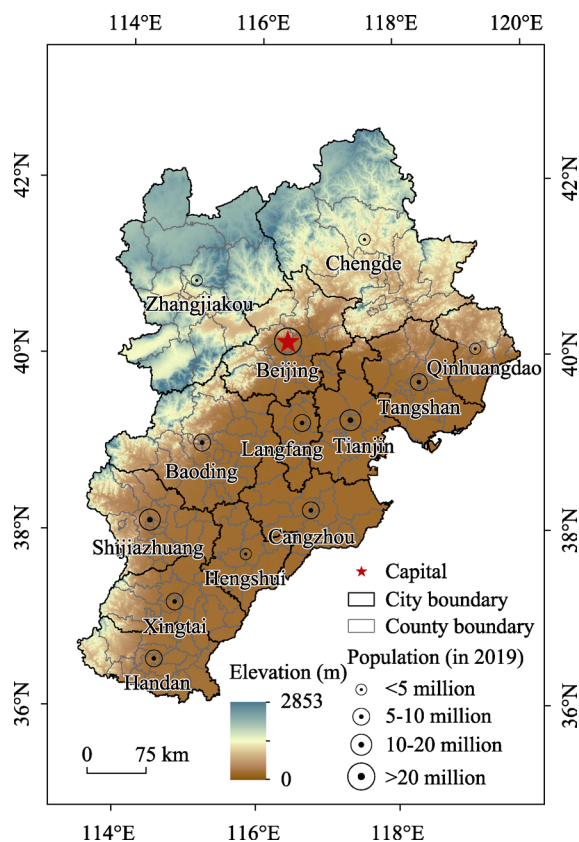 114°E 116°E 118°E 120°E
42°N 42°N
Chengde
Zhangjiakou
40°N 40°N
Beijing
Qinhuangdao
Tangshan
Langfang
Tianjin
Baoding
38°N 38°N
Cangzhou
Shijiazhuang
Hengshui
Xingtai
Handan
36°N 36°N
Capital
City boundary
County boundary
Population (in 2019)
<5 million
5-10 million
10-20 million
>20 million
Elevation (m)
2853
0
0 75 km
114°E 116°E 118°E